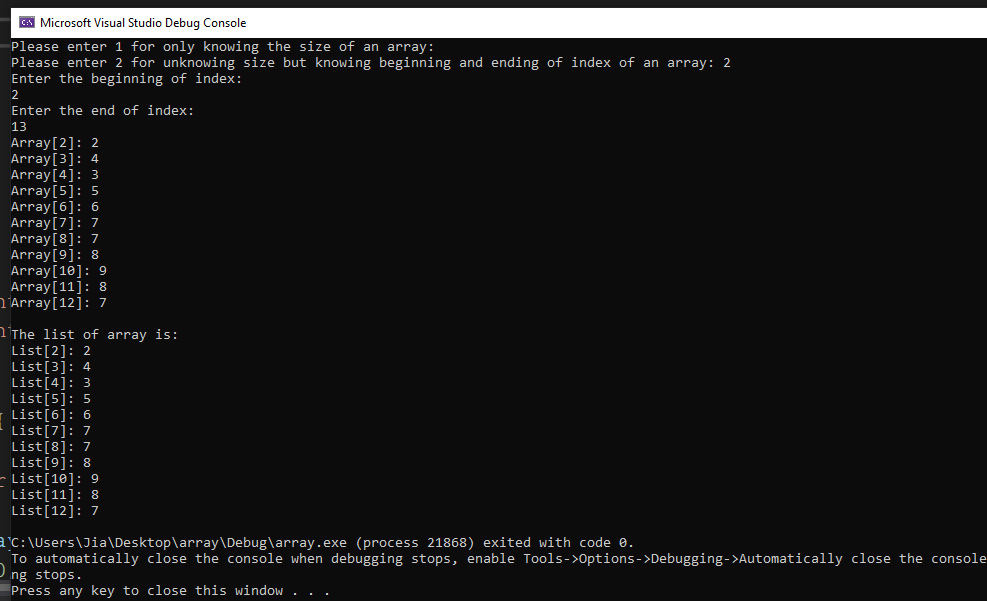 Microsoft Visual Studio Debug Console
Please enter 1 for only knowing the size of an array:
Please enter 2 for unknowing size but knowing beginning and ending of index of an array: 2
Enter the beginning of index:
2
Enter the end of index:
13
Array[2]: 2
Array[3]: 4
Array[4]: 3
Array[5]: 5
Array[6]: 6
Array[7]: 7
Array[8]: 7
Array[9]: 8
Array[10]: 9
Array[11]: 8
Array[12]: 7
The list of array is:
List[2]: 2
List[3]: 4
List[4]: 3
List[5]: 5
List[6]: 6
List[7]: 7
List[8]: 7
List[9]: 8
List[10]: 9
List[11]: 8
List[12]: 7
C:\Users\Jia\Desktop\array\Debug\array.exe (process 21868) exited with code 0.
To automatically close the console when debugging stops, enable Tools->Options->Debugging->Automatically close the console
ng stops.
Press any key to close this window . . .